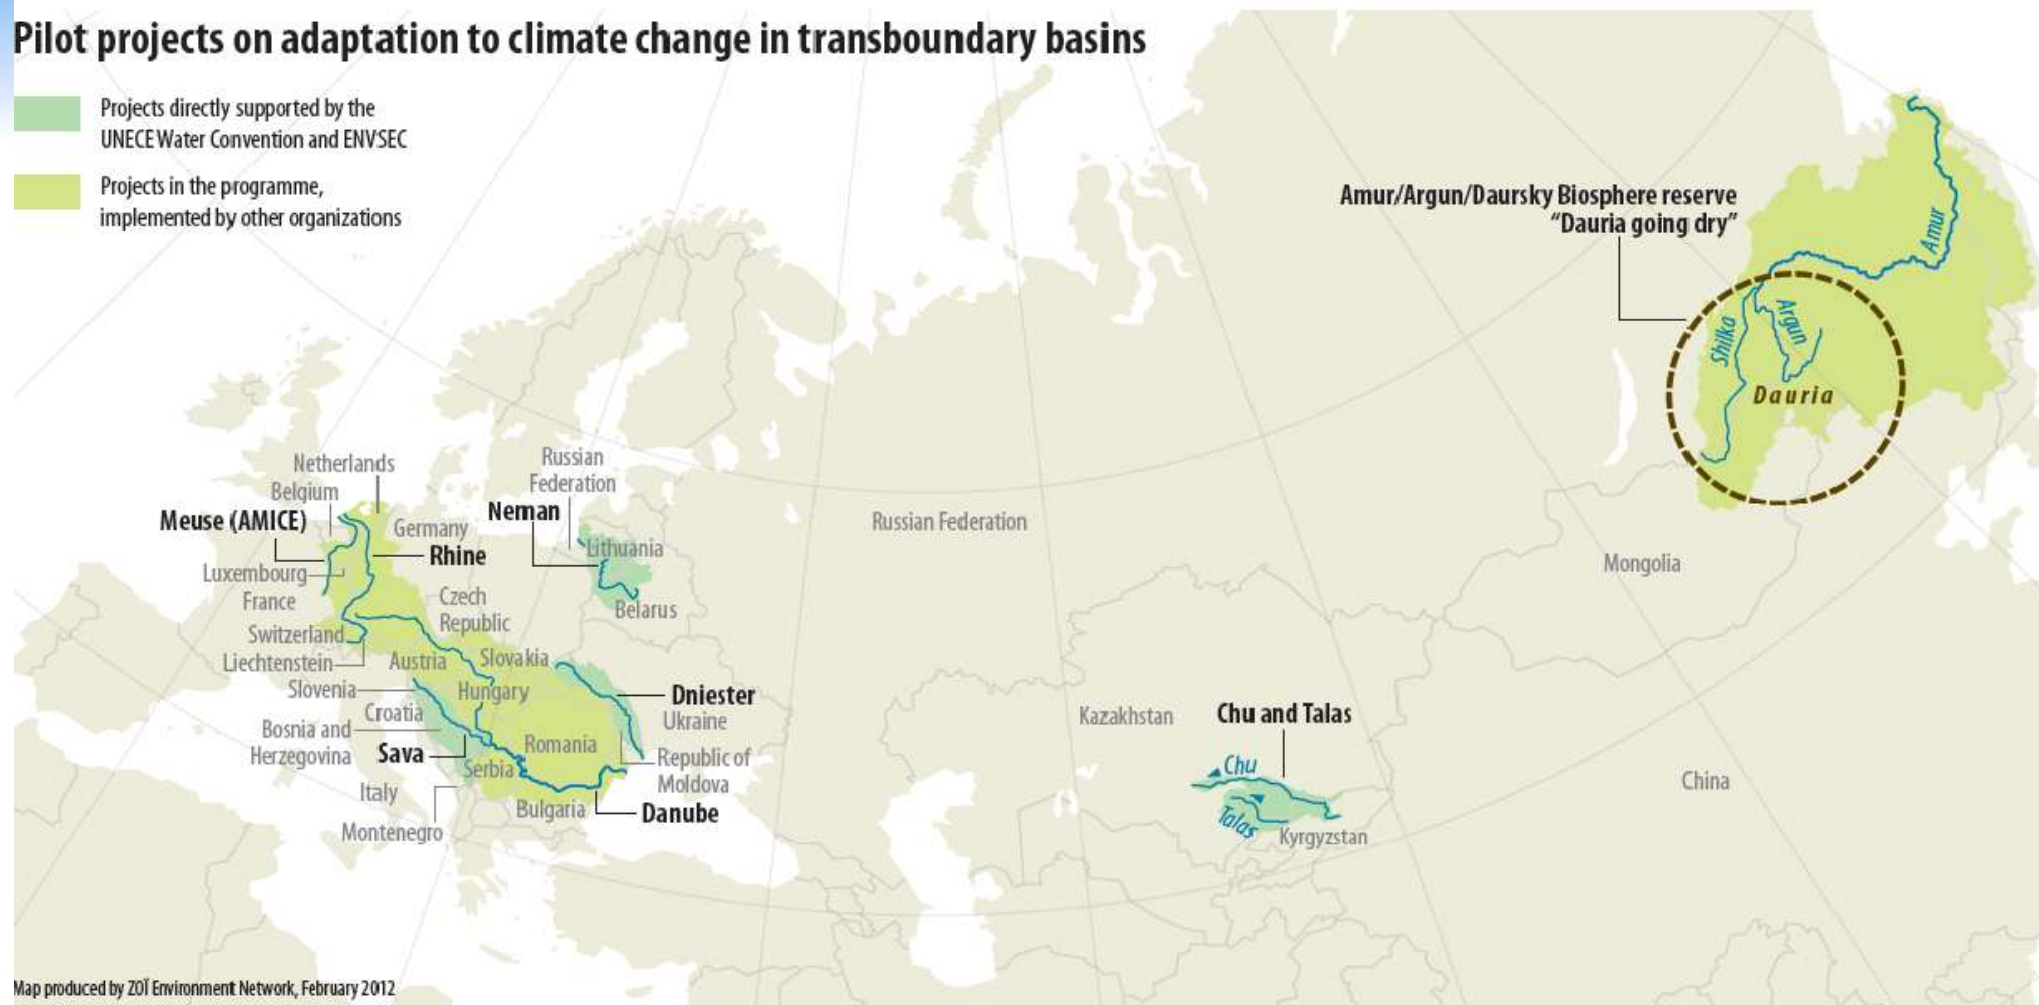 Pilot projects on adaptation to climate change in transboundary basins
Projects directly supported by the
UNECE Water Convention and ENVSEC
Projects in the programme,
implemented by other organizations
Amur/Argun/Daursky Biosphere reserve
“Dauria going dry”
Amur
Argun
Shilka
Dauria
Netherlands
Belgium
Meuse (AMICE)
Germany
Rhine
Luxembourg
France
Czech
Republic
Switzerland
Liechtenstein
Austria
Slovakia
Slovenia
Hungary
Croatia
Bosnia and
Herzegovina
Sava
Romania
Serbia
Italy
Bulgaria
Montenegro
Danube
Russian
Federation
Neman
Lithuania
Belarus
Dniester
Ukraine
Republic of
Moldova
Russian Federation
Kazakhstan
Chu and Talas
Chu
Talas
Kyrgyzstan
Mongolia
China
Map produced by ZOÏ Environment Network, February 2012